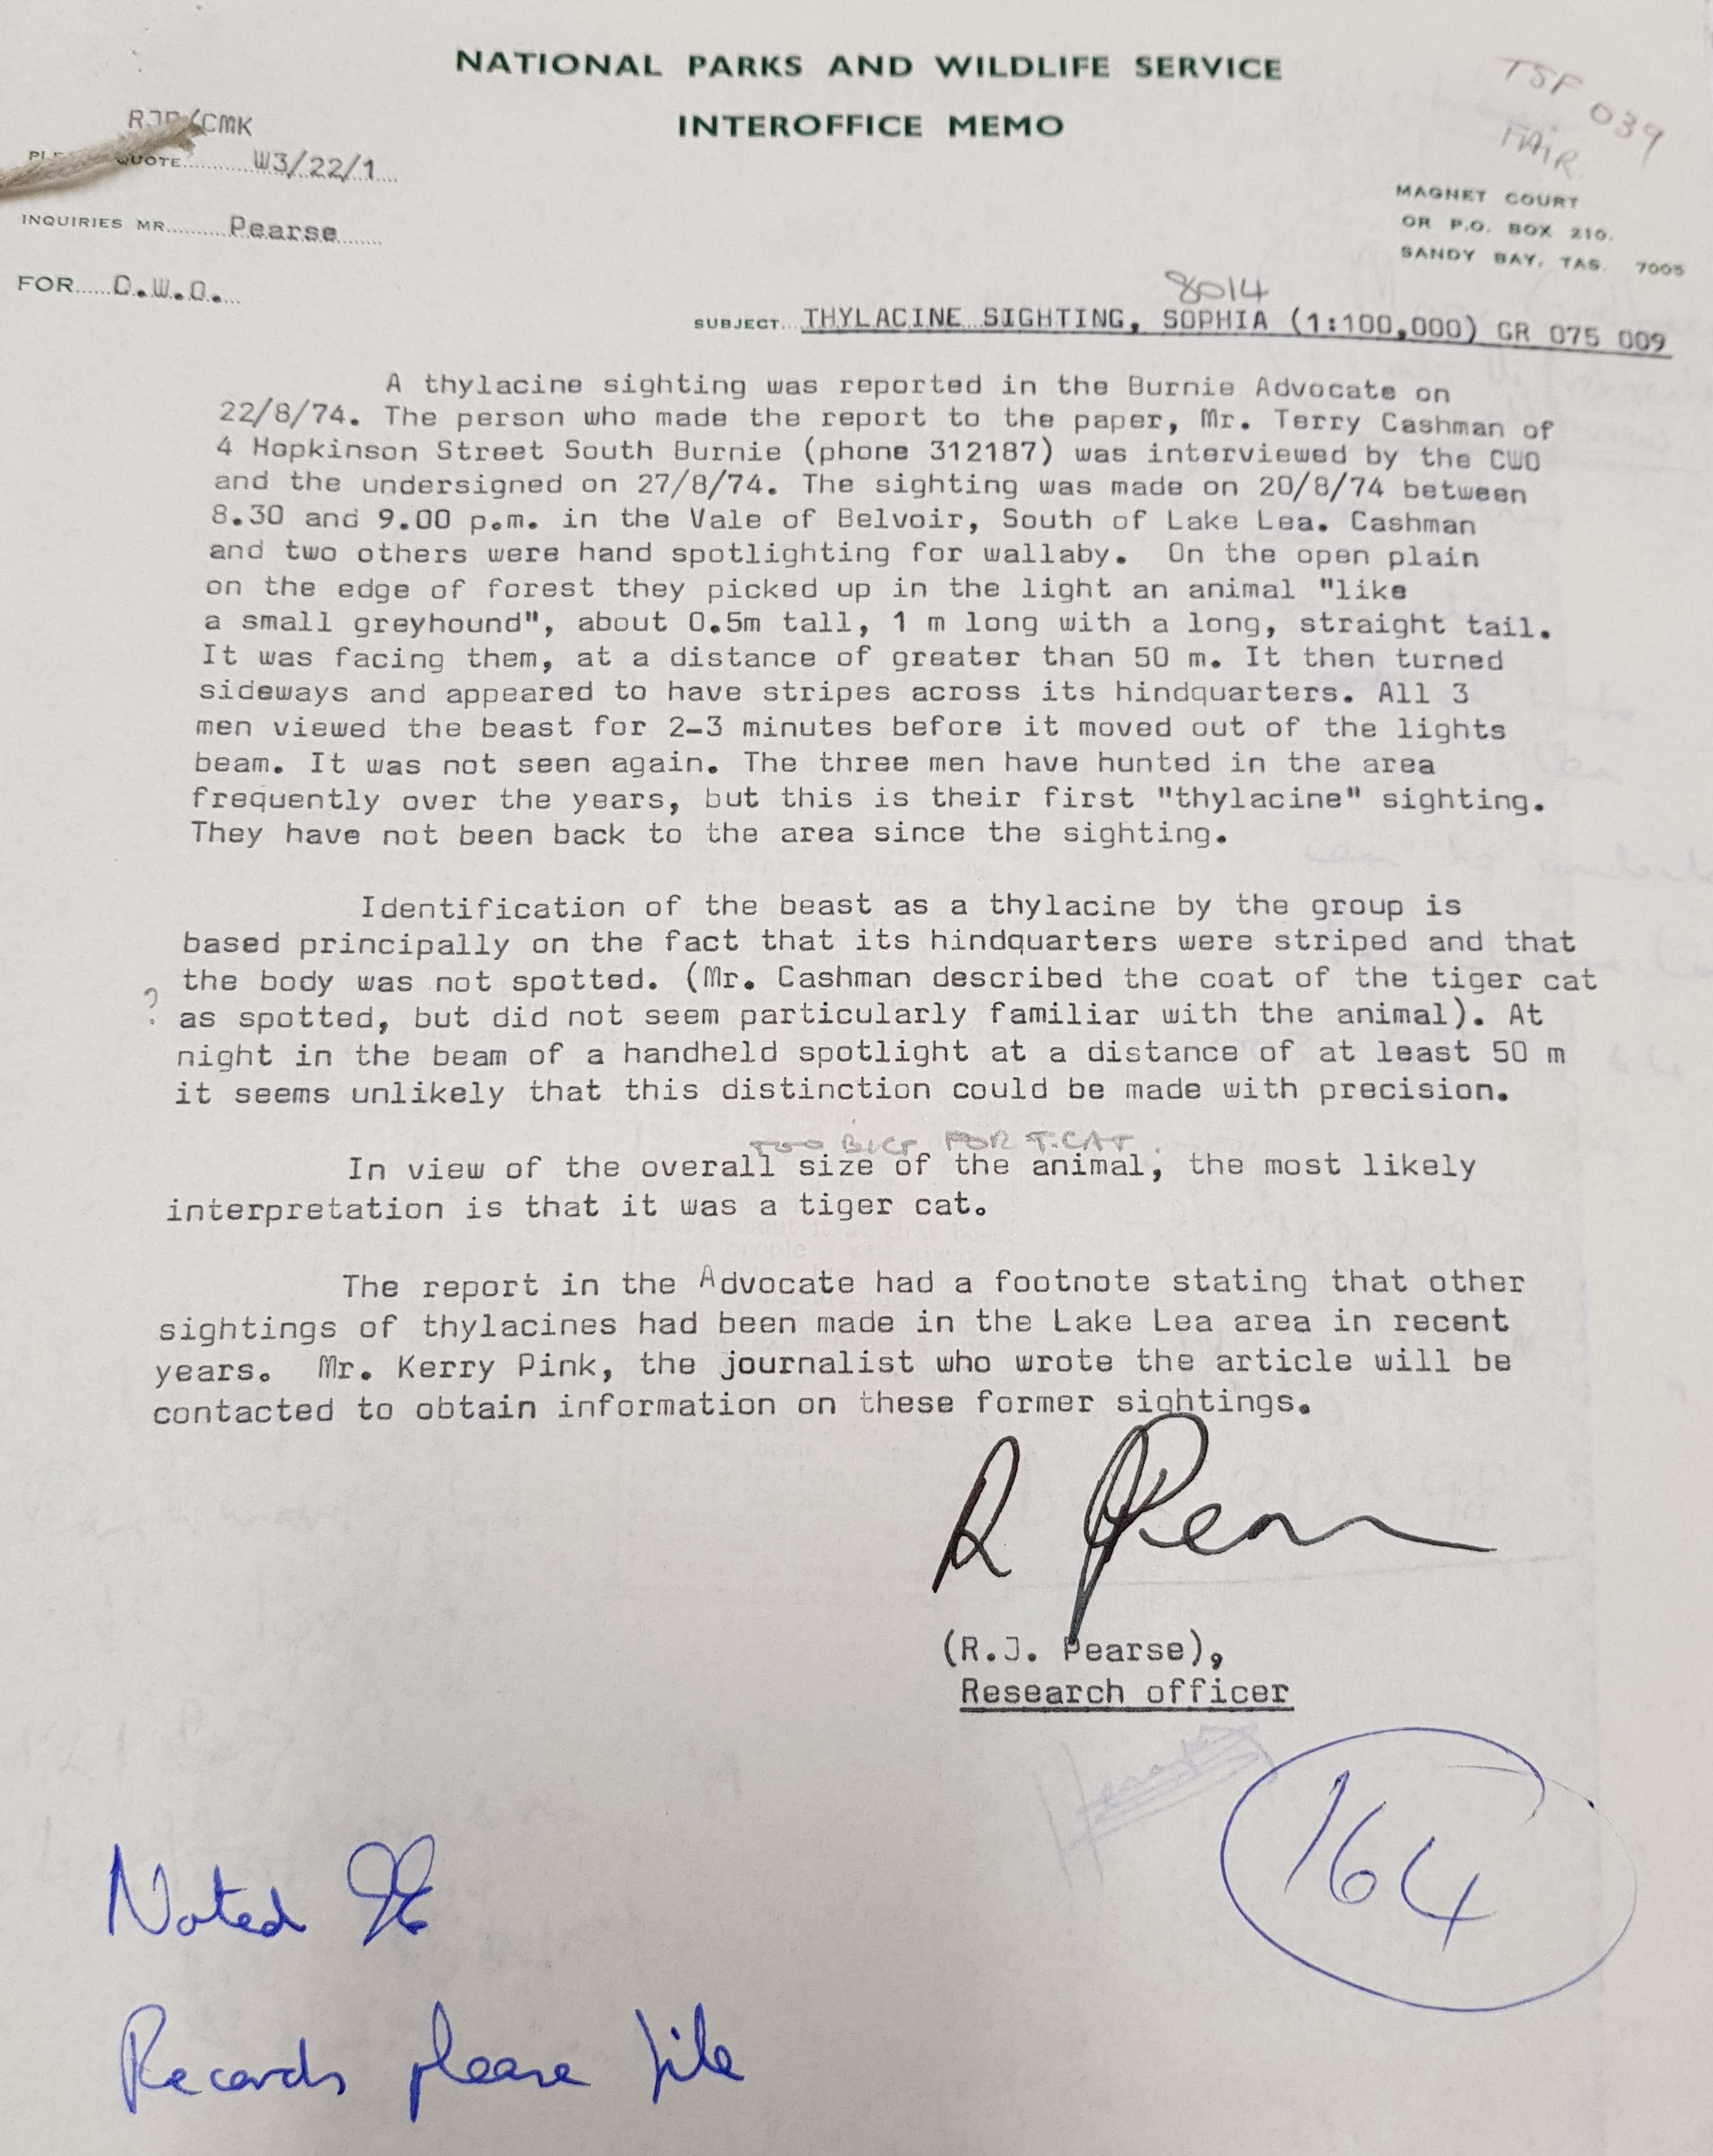 NATIONAL PARKS AND WILDLIFE SERVICE
INTEROFFICE MEMO
TSF 039
FAIR.
RJP/CMK
QUOTE W3/22/1
INQUIRIES MR. Pearse
FOR C.W.O.
MAGNET COURT
OR P.O. BOX 210.
SANDY BAY, TAS. 7005
8014
SUBJECT THYLACINE SIGHTING, SOPHIA (1:100,000) GR 075 009
A thylacine sighting was reported in the Burnie Advocate on
22/8/74. The person who made the report to the paper, Mr. Terry Cashman of
4 Hopkinson Street South Burnie (phone 312187) was interviewed by the CWO
and the undersigned on 27/8/74. The sighting was made on 20/8/74 between
8.30 and 9.00 p.m. in the Vale of Belvoir, South of Lake Lea. Cashman
and two others were hand spotlighting for wallaby. On the open plain
on the edge of forest they picked up in the light an animal "like
a small greyhound", about 0.5m tall, 1 m long with a long, straight tail.
It was facing them, at a distance of greater than 50 m. It then turned
sideways and appeared to have stripes across its hindquarters. All 3
men viewed the beast for 2-3 minutes before it moved out of the lights
beam. It was not seen again. The three men have hunted in the area
frequently over the years, but this is their first "thylacine" sighting.
They have not been back to the area since the sighting.
Identification of the beast as a thylacine by the group is
based principally on the fact that its hindquarters were striped and that
the body was not spotted. (Mr. Cashman described the coat of the tiger cat
? as spotted, but did not seem particularly familiar with the animal). At
night in the beam of a handheld spotlight at a distance of at least 50 m
it seems unlikely that this distinction could be made with precision.
TOO BIG FOR T.CAT.
In view of the overall size of the animal, the most likely
interpretation is that it was a tiger cat.
The report in the Advocate had a footnote stating that other
sightings of thylacines had been made in the Lake Lea area in recent
years. Mr. Kerry Pink, the journalist who wrote the article will be
contacted to obtain information on these former sightings.
R Pearse
(R.J. Pearse),
Research officer
164
Noted
Records please file